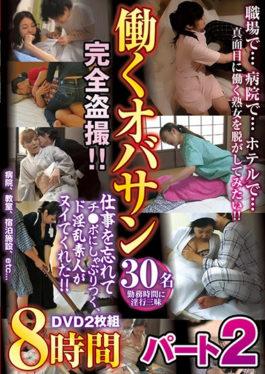 職場で…病院で…ホテルで…
真面目に働く熟女を脱がしてみたい!!
働くオバサン
完全盗撮!!
仕事を忘れて
チ●ポにしゃぶりつく
ド淫乱素人が
ヌイてくれた!!
30名
勤務時間に
淫行三昧
病院、教室、宿泊施設、etc…
DVD2枚組
8時間
パート2